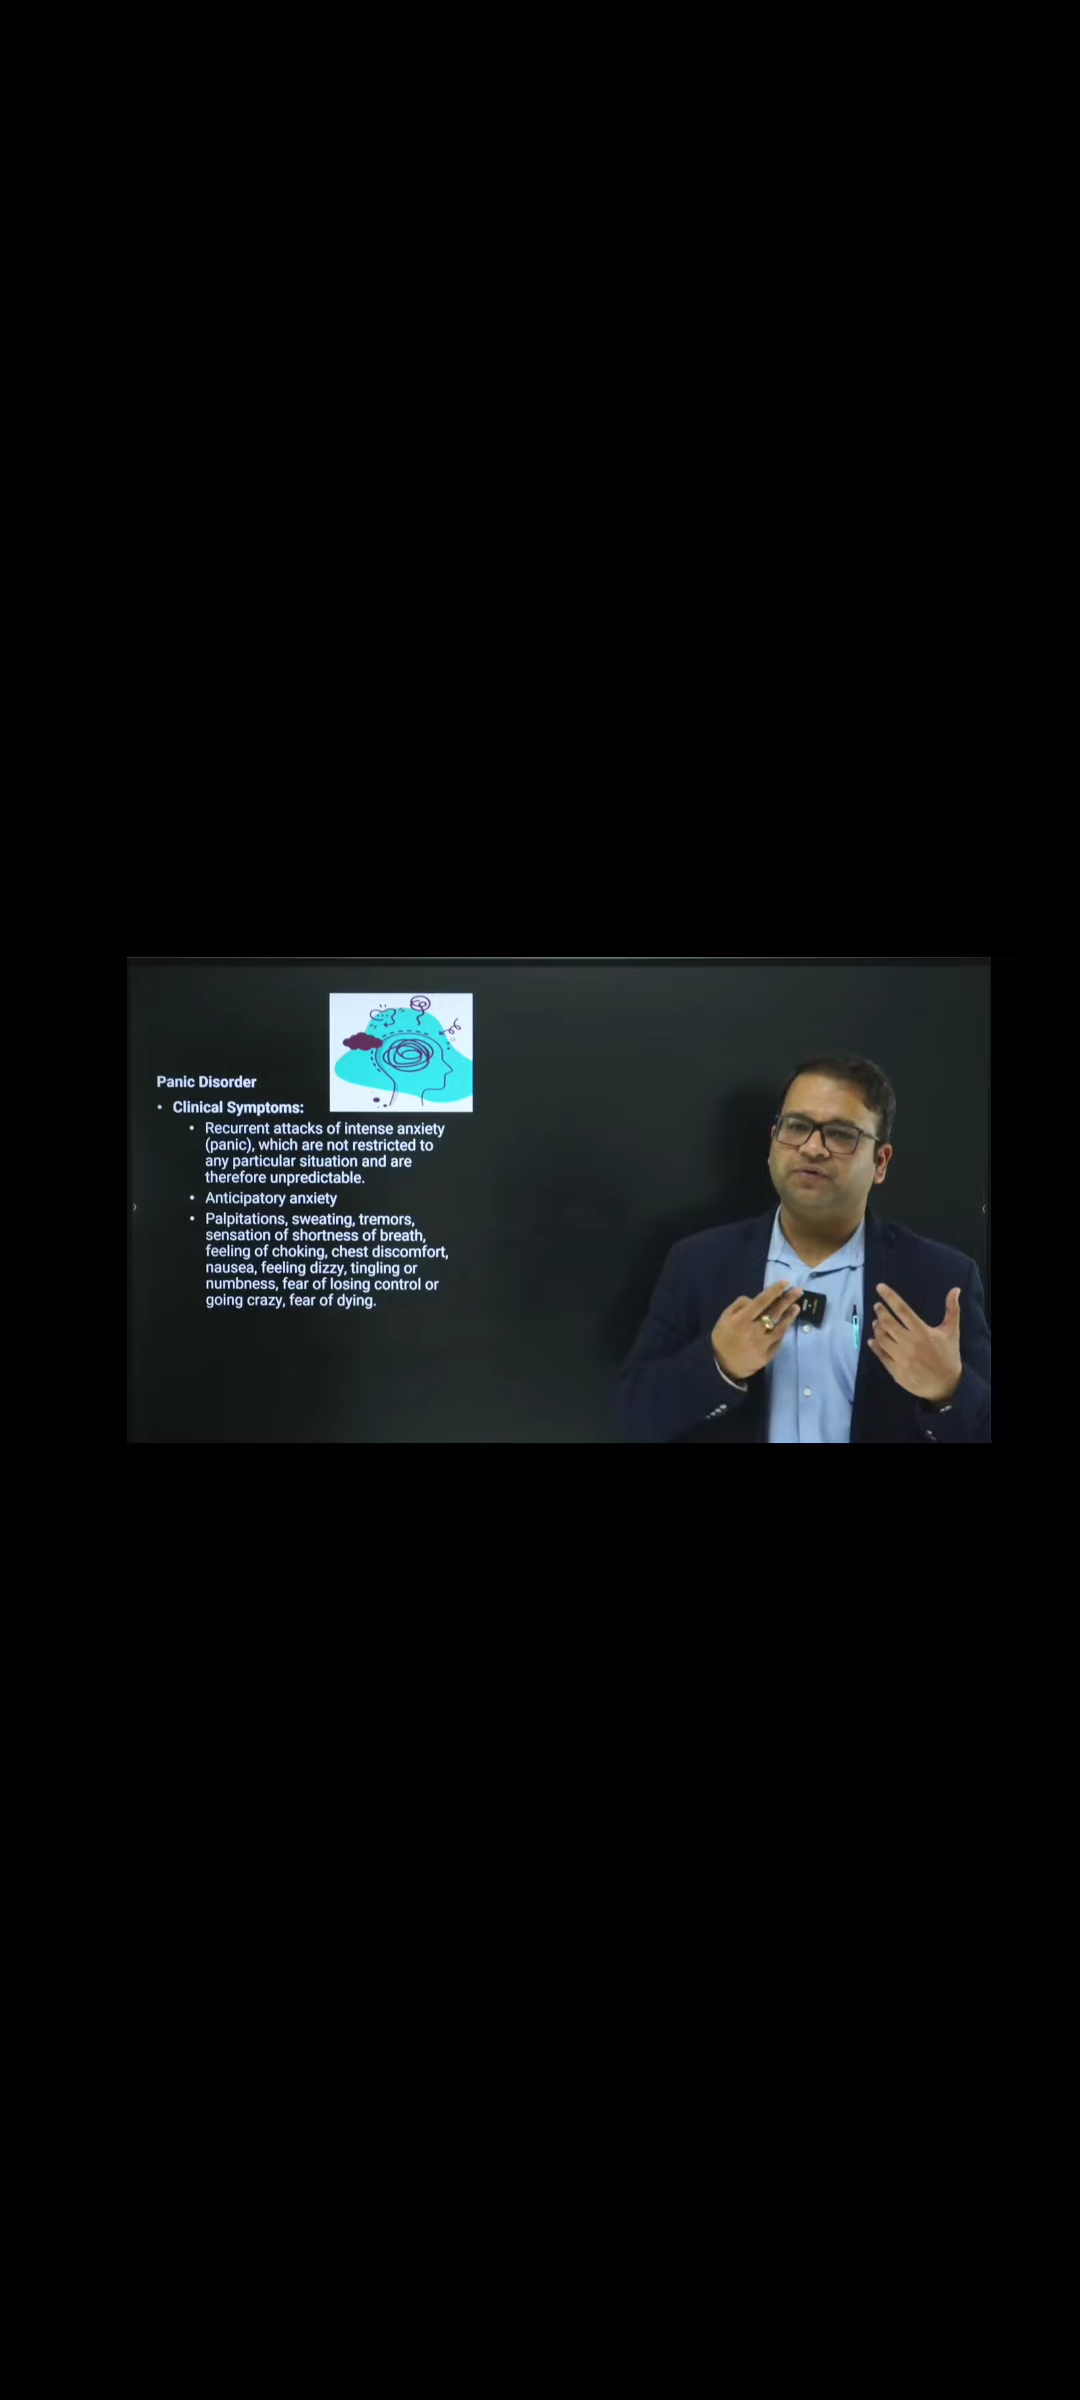 Panic Disorder
• Clinical Symptoms:
• Recurrent attacks of intense anxiety
(panic), which are not restricted to
any particular situation and are
therefore unpredictable.
• Anticipatory anxiety
• Palpitations, sweating, tremors,
sensation of shortness of breath,
feeling of choking, chest discomfort,
nausea, feeling dizzy, tingling or
numbness, fear of losing control or
going crazy, fear of dying.